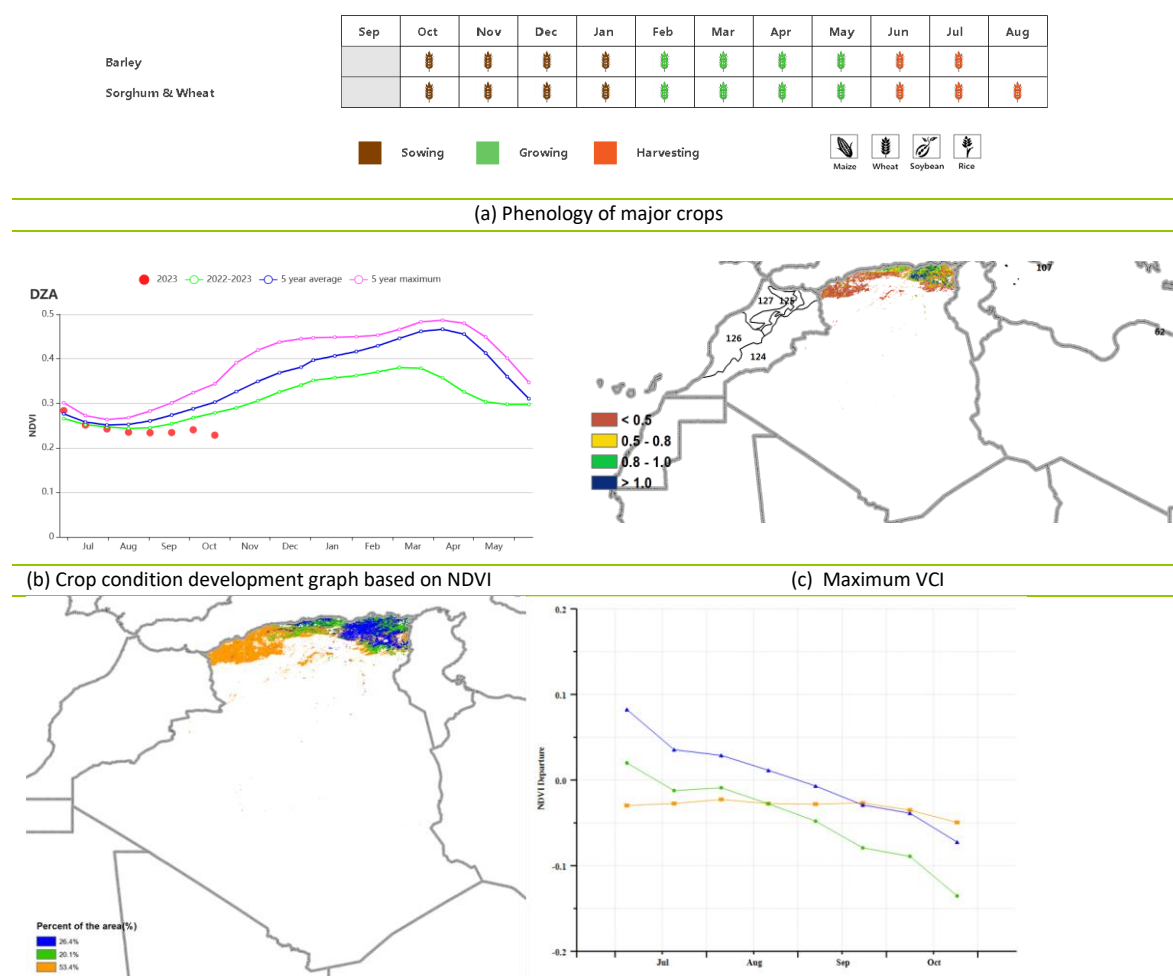 Sep Oct Nov Dec Jan Feb Mar Apr May Jun Jul Aug
Barley
Sorghum & Wheat
Sowing Growing Harvesting
Maize Wheat Soybean Rice
(a) Phenology of major crops
2023 2022-2023 5 year average 5 year maximum
DZA
0.5
0.4
0.3
0.2
0.1
0
NDVI
Jul Aug Sep Oct Nov Dec Jan Feb Mar Apr May
107
127 128
126
124
62
< 0.5
0.5 - 0.8
0.8 - 1.0
> 1.0
(b) Crop condition development graph based on NDVI
(c) Maximum VCI
Percent of the area(%)
26.4%
20.1%
53.4%
0.2
0.1
0.0
-0.1
-0.2
NDVI Departure
Jul Aug Sep Oct